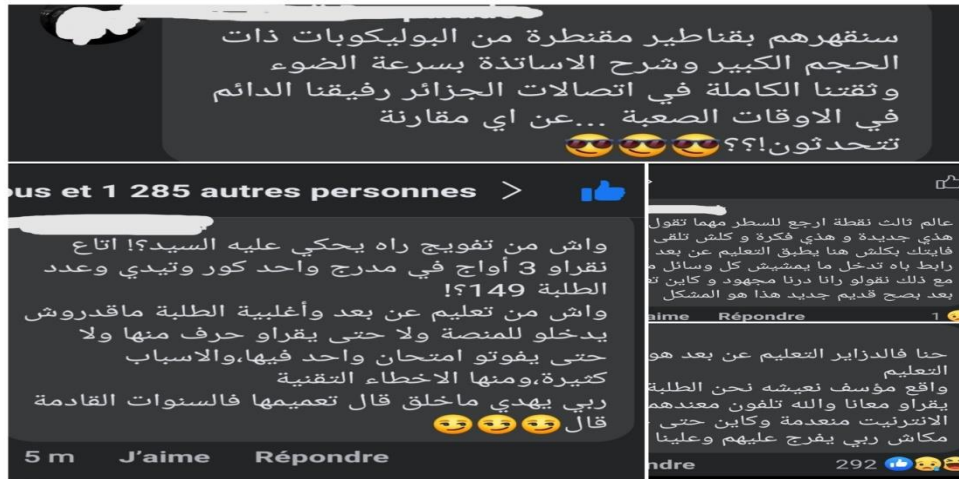 سنقهرهم بقناطير مقنطرة من البوليكوبات ذات
الحجم الكبير وشرح الاساتذة بسرعة الضوء
وثقتنا الكاملة في اتصالات الجزائر رفيقنا الدائم
في الاوقات الصعبة ...عن اي مقارنة
تتحدثون!؟؟😎😎😎
ous et 1 285 autres personnes >
واش من تفويج راه يحكي عليه السيد؟! اتاع
نقراو 3 أواج في مدرج واحد كور وتيدي وعدد
الطلبة 149؟!
واش من تعليم عن بعد وأغلبية الطلبة ماقدروش
يدخلو للمنصة ولا حتى يقراو حرف منها ولا
حتى يفوتو امتحان واحد فيها،والاسباب
كثيرة،ومنها الاخطاء التقنية
ربي يهدي ماخلق قال تعميمها فالسنوات القادمة
قال😏😏😏
5 m J'aime Répondre
عالم ثالث نقطة ارجع للسطر مهما تقول
هذي جديدة و هذي فكرة و كلش تلقى
فايتك بكلش هنا يطبق التعليم عن بعد
رابط باه تدخل ما يمشيش كل وسائل
مع ذلك نقولو رانا درنا مجهود و كاين
بعد بصح قديم جديد هذا هو المشكل
aime Répondre 1
حنا فالدزاير التعليم عن بعد هو
التعليم
واقع مؤسف نعيشه نحن الطلبة
يقراو معانا والله تلفون معندهم
الانترنيت منعدمة وكاين حتى
مكاش ربي يفرج عليهم وعلينا
ndre 292